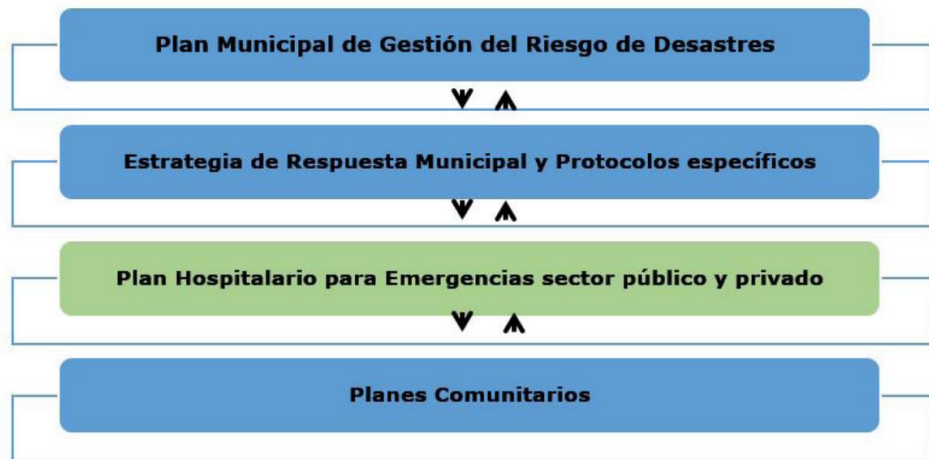 Plan Municipal de Gestión del Riesgo de Desastres
Estrategia de Respuesta Municipal y Protocolos específicos
Plan Hospitalario para Emergencias sector público y privado
Planes Comunitarios